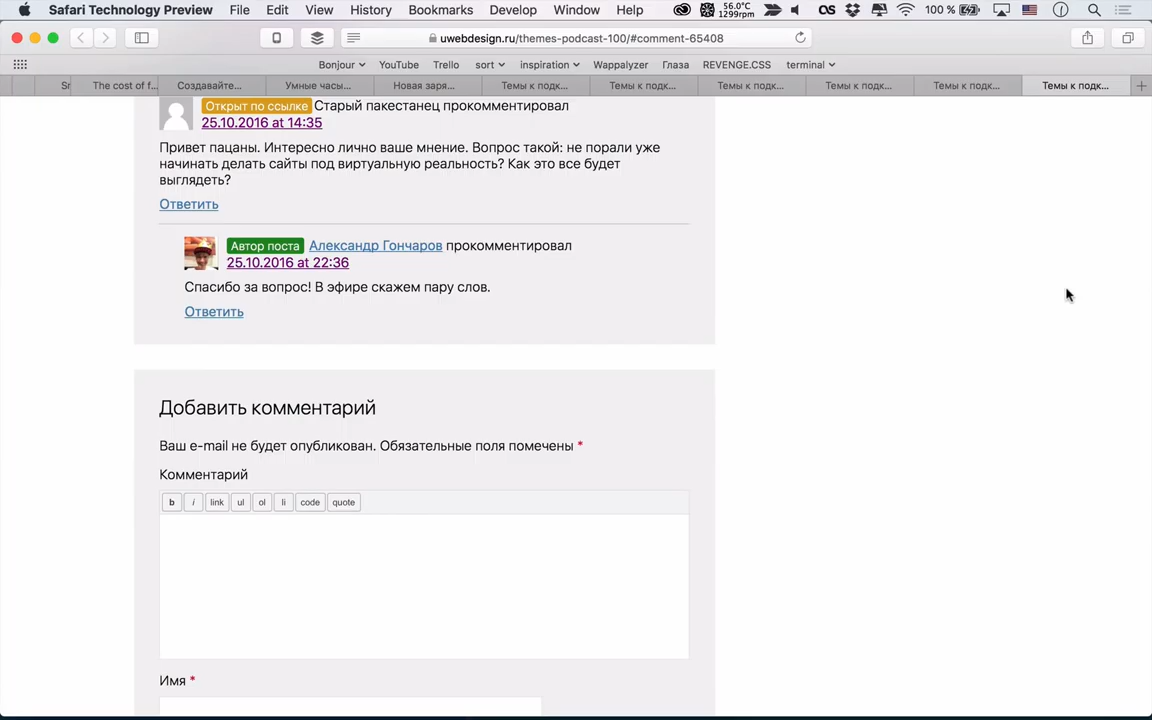 Safari Technology Preview File Edit View History Bookmarks Develop Window Help 56.0°C 1299rpm 100 %
uwebdesign.ru/themes-podcast-100/#comment-65408
Bonjour YouTube Trello sort inspiration Wappalyzer Глаза REVENGE.CSS terminal
The cost of f... Создавайте... Умные часы... Новая заря... Темы к подк... Темы к подк... Темы к подк... Темы к подк... Темы к подк... Темы к подк...
Открыт по ссылке Старый пакестанец прокомментировал
25.10.2016 at 14:35
Привет пацаны. Интересно лично ваше мнение. Вопрос такой: не порали уже
начинать делать сайты под виртуальную реальность? Как это все будет
выглядеть?
Ответить
Автор поста Александр Гончаров прокомментировал
25.10.2016 at 22:36
Спасибо за вопрос! В эфире скажем пару слов.
Ответить
Добавить комментарий
Ваш e-mail не будет опубликован. Обязательные поля помечены *
Комментарий
b i link ul ol li code quote
Имя *